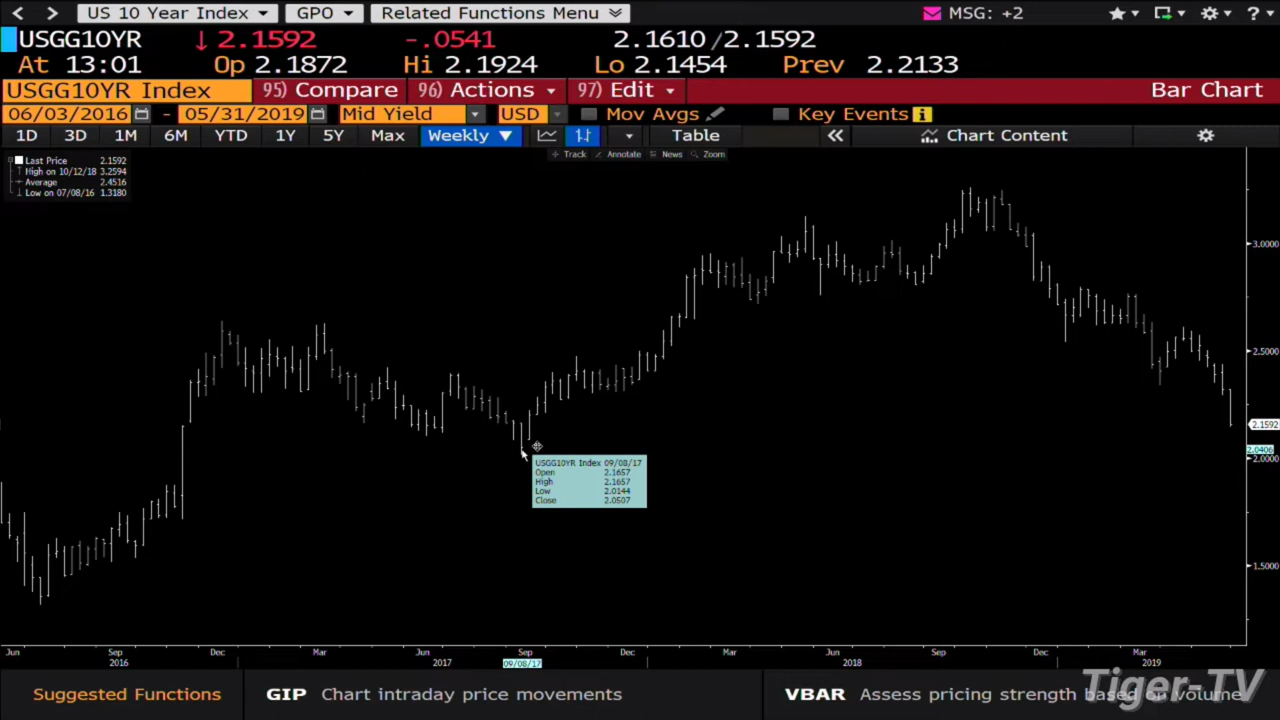 US 10 Year Index GPO Related Functions Menu MSG: +2
USGG10YR ↓ 2.1592 -.0541 2.1610/2.1592
At 13:01 Op 2.1872 Hi 2.1924 Lo 2.1454 Prev 2.2133
USGG10YR Index 95) Compare 96) Actions 97) Edit Bar Chart
06/03/2016 - 05/31/2019 Mid Yield USD Mov Avgs Key Events
1D 3D 1M 6M YTD 1Y 5Y Max Weekly ▼ Table Chart Content
Track Annotate News Zoom
Last Price 2.1592
High on 10/12/18 3.2594
Average 2.4516
Low on 07/08/16 1.3180
3.0000
2.5000
2.1592
2.0406
2.0000
1.5000
USGG10YR Index 09/08/17
Open 2.1657
High 2.1657
Low 2.0144
Close 2.0507
Jun Sep Dec Mar Jun Sep Dec Mar Jun Sep Dec Mar
2016 2017 09/08/17 2018 2019
Suggested Functions GIP Chart intraday price movements VBAR Assess pricing strength based on volume
Tiger-TV